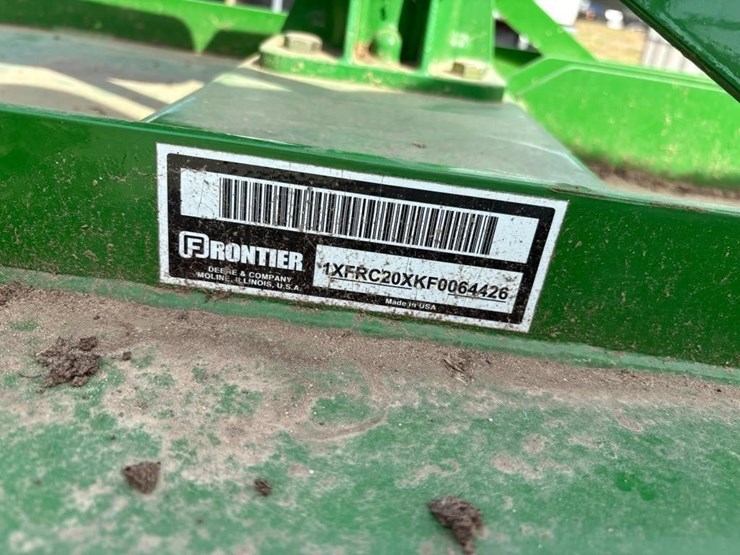 FRONTIER
DEERE & COMPANY
MOLINE, ILLINOIS, U.S.A.
1XFRC20XKF0064426
Made in USA